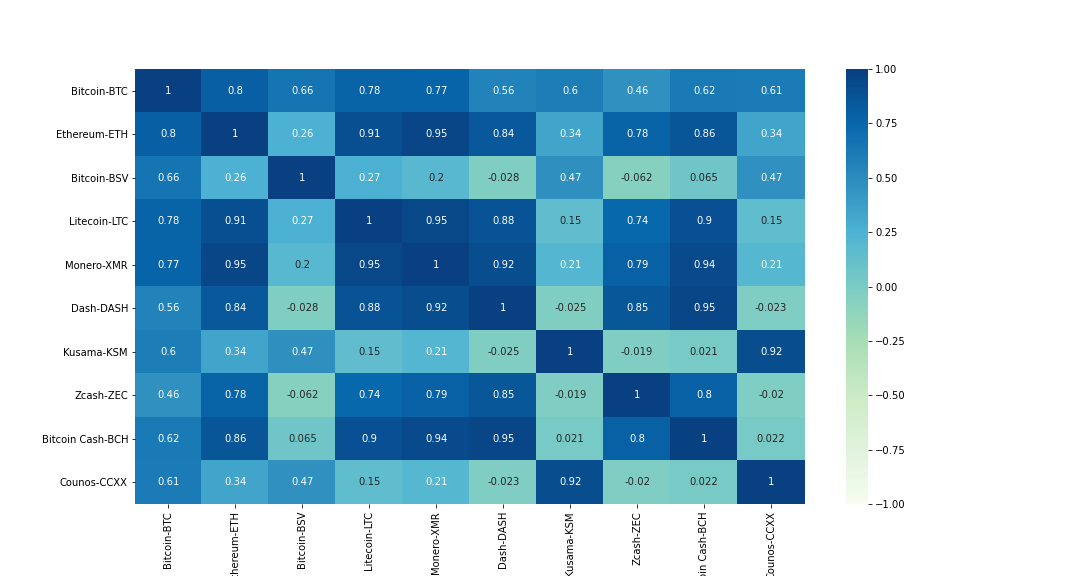 Bitcoin-BTC 1 0.8 0.66 0.78 0.77 0.56 0.6 0.46 0.62 0.61
Ethereum-ETH 0.8 1 0.26 0.91 0.95 0.84 0.34 0.78 0.86 0.34
Bitcoin-BSV 0.66 0.26 1 0.27 0.2 -0.028 0.47 -0.062 0.065 0.47
Litecoin-LTC 0.78 0.91 0.27 1 0.95 0.88 0.15 0.74 0.9 0.15
Monero-XMR 0.77 0.95 0.2 0.95 1 0.92 0.21 0.79 0.94 0.21
Dash-DASH 0.56 0.84 -0.028 0.88 0.92 1 -0.025 0.85 0.95 -0.023
Kusama-KSM 0.6 0.34 0.47 0.15 0.21 -0.025 1 -0.019 0.021 0.92
Zcash-ZEC 0.46 0.78 -0.062 0.74 0.79 0.85 -0.019 1 0.8 -0.02
Bitcoin Cash-BCH 0.62 0.86 0.065 0.9 0.94 0.95 0.021 0.8 1 0.022
Counos-CCXX 0.61 0.34 0.47 0.15 0.21 -0.023 0.92 -0.02 0.022 1
Bitcoin-BTC
thereum-ETH
Bitcoin-BSV
Litecoin-LTC
Monero-XMR
Dash-DASH
Kusama-KSM
Zcash-ZEC
oin Cash-BCH
Counos-CCXX
1.00
0.75
0.50
0.25
0.00
−0.25
−0.50
−0.75
−1.00